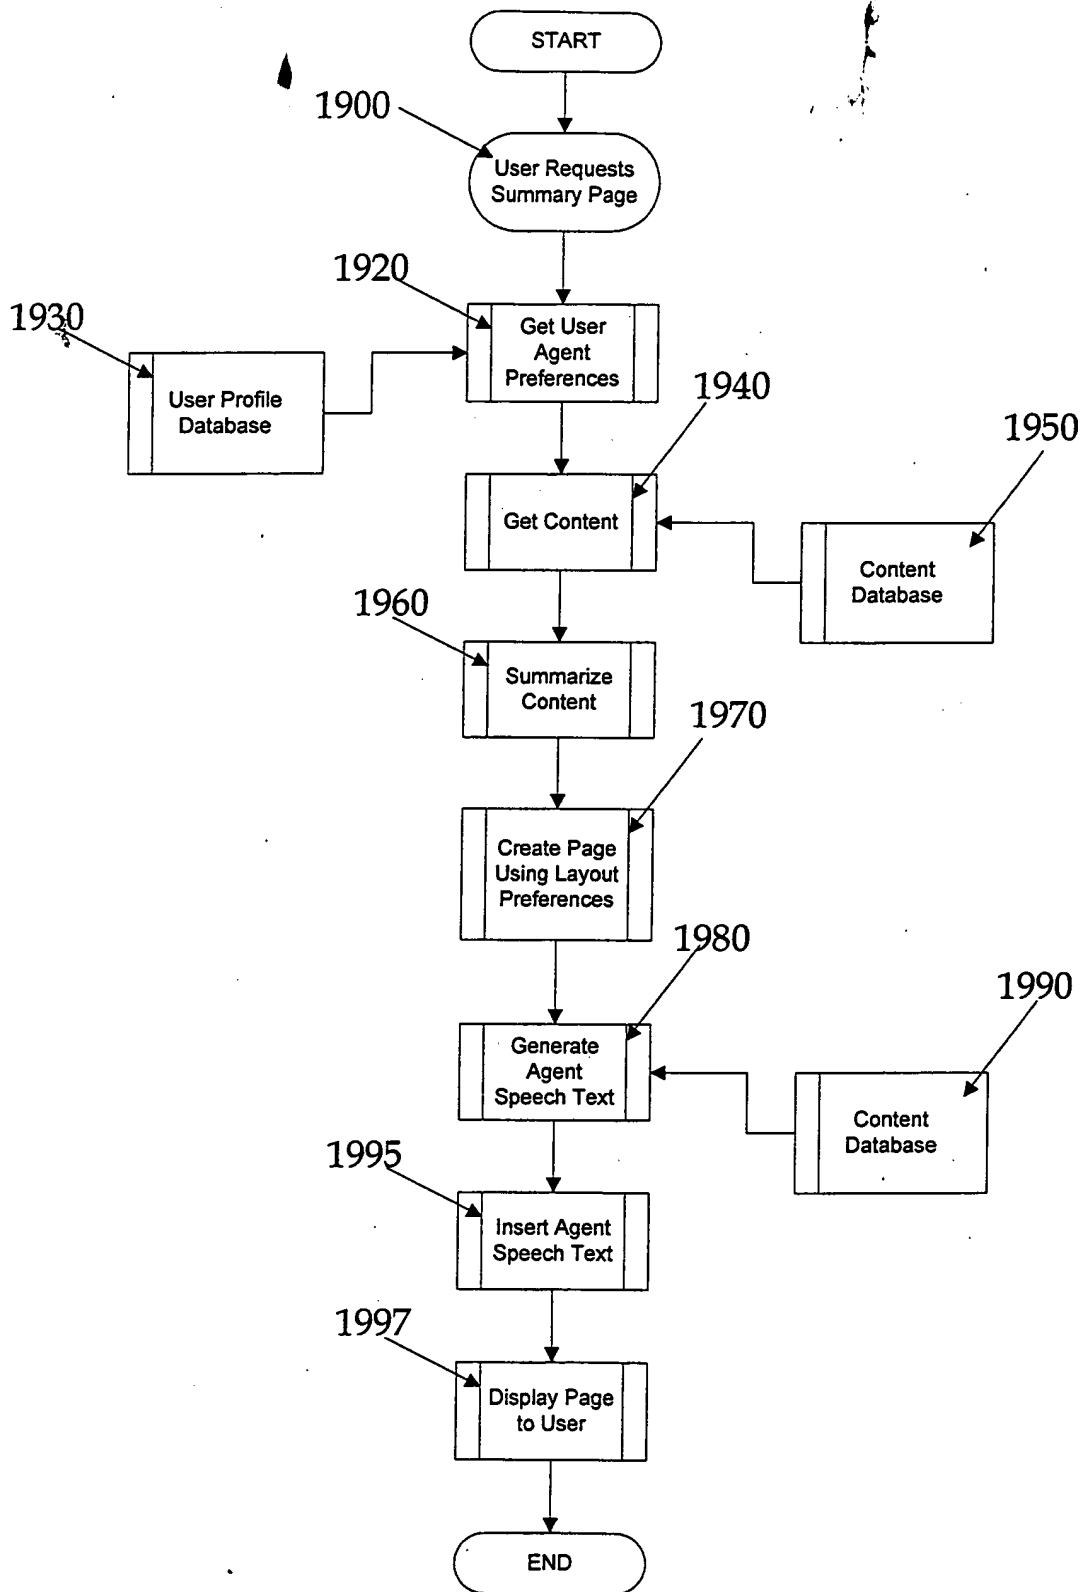 START
1900
User Requests
Summary Page
1920
1930
Get User
Agent
Preferences
User Profile
Database
1940
1950
Get Content
Content
Database
1960
Summarize
Content
1970
Create Page
Using Layout
Preferences
1980
1990
Generate
Agent
Speech Text
Content
Database
1995
Insert Agent
Speech Text
1997
Display Page
to User
END